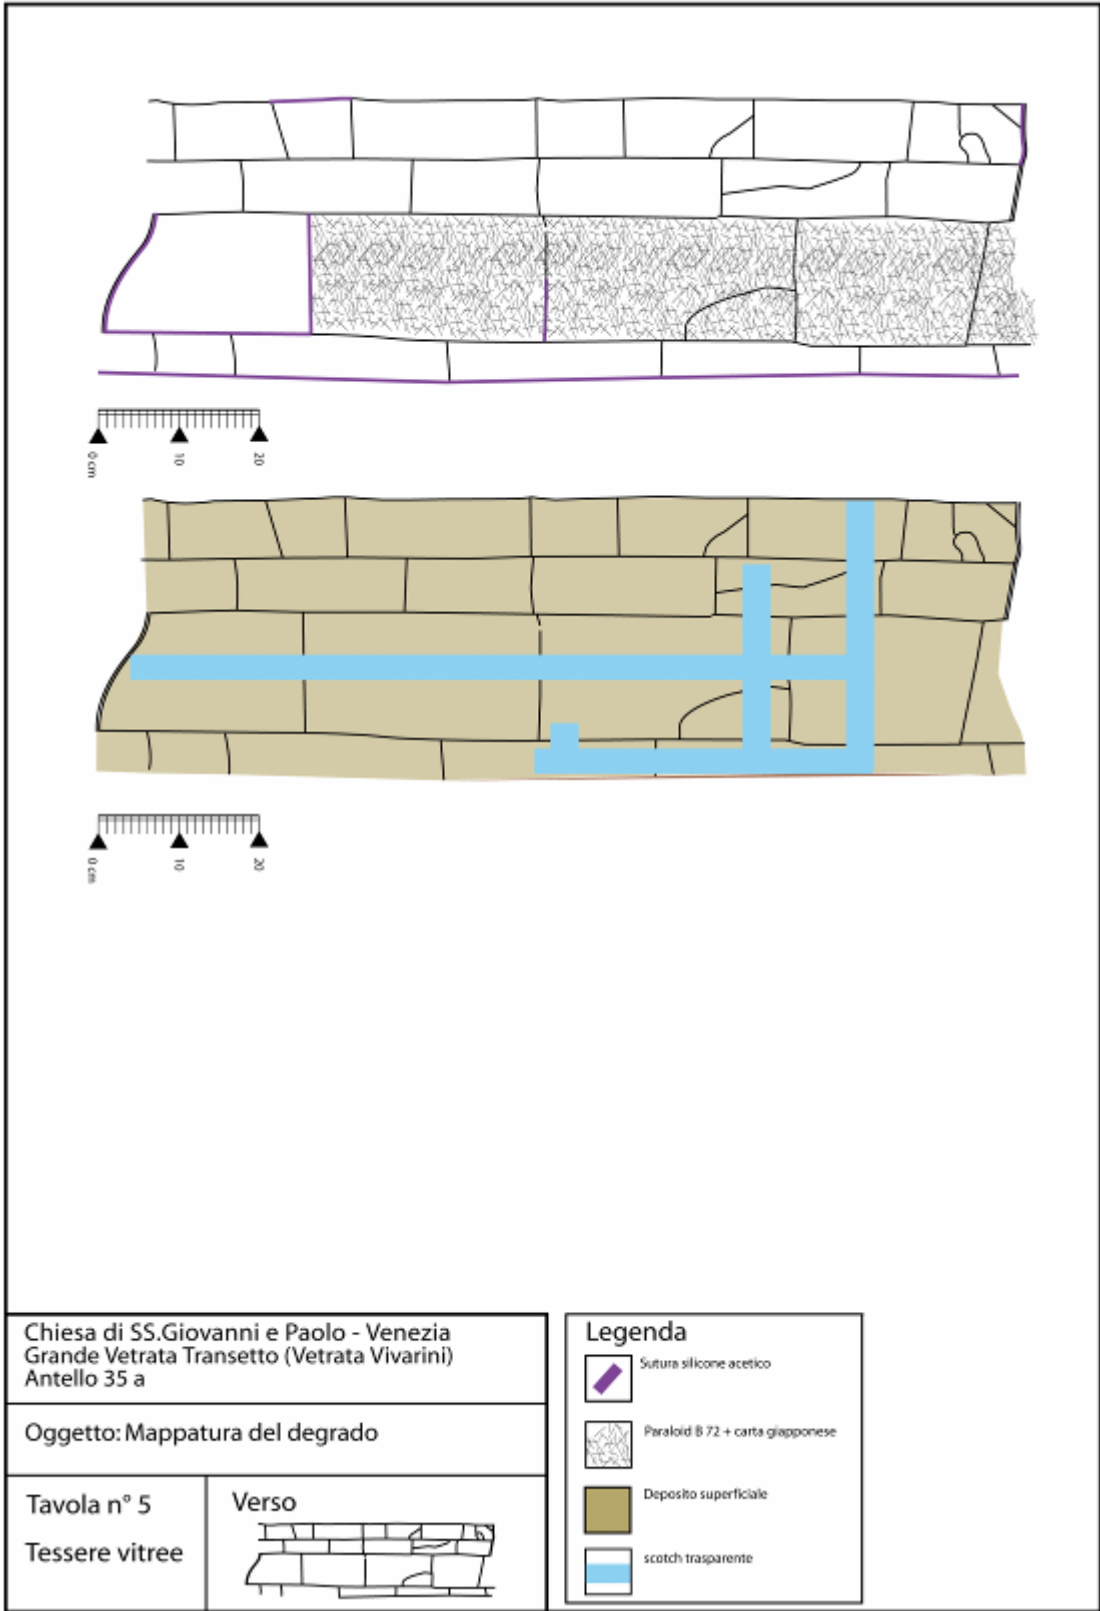 0 cm
10
20
0 cm
10
20
Chiesa di SS.Giovanni e Paolo - Venezia
Grande Vetrata Transetto (Vetrata Vivarini)
Antello 35 a
Oggetto: Mappatura del degrado
Tavola n° 5
Tessere vitree
Verso
Legenda
Sutura silicone acetico
Paraloid B 72 + carta giapponese
Deposito superficiale
scotch trasparente